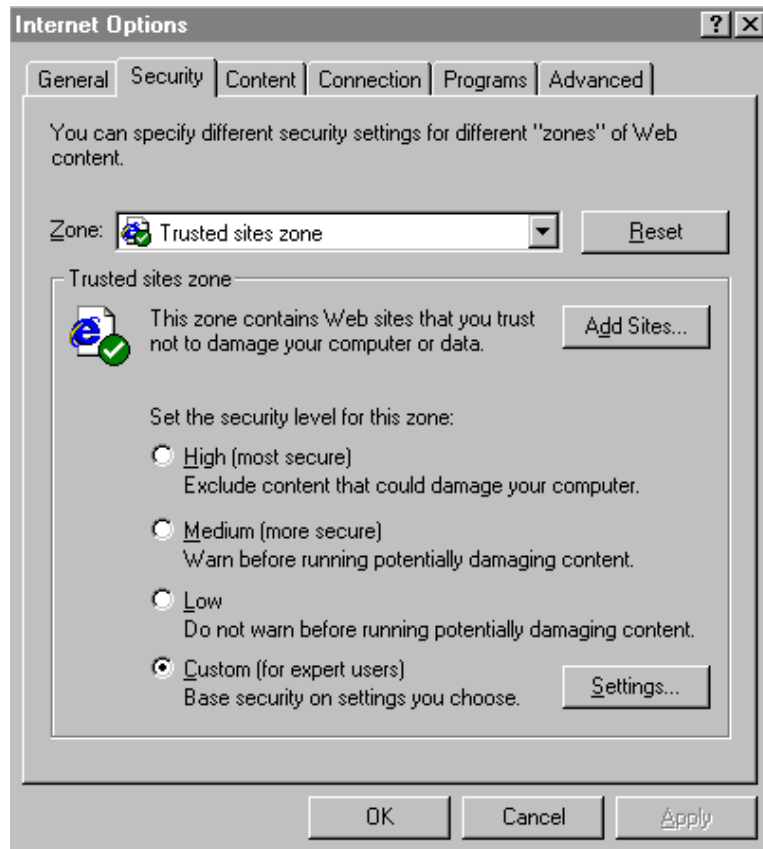 Internet Options
General Security Content Connection Programs Advanced
You can specify different security settings for different "zones" of Web
content.
Zone: Trusted sites zone Reset
Trusted sites zone
This zone contains Web sites that you trust Add Sites...
not to damage your computer or data.
Set the security level for this zone:
High (most secure)
Exclude content that could damage your computer.
Medium (more secure)
Warn before running potentially damaging content.
Low
Do not warn before running potentially damaging content.
Custom (for expert users)
Base security on settings you choose. Settings...
OK Cancel Apply